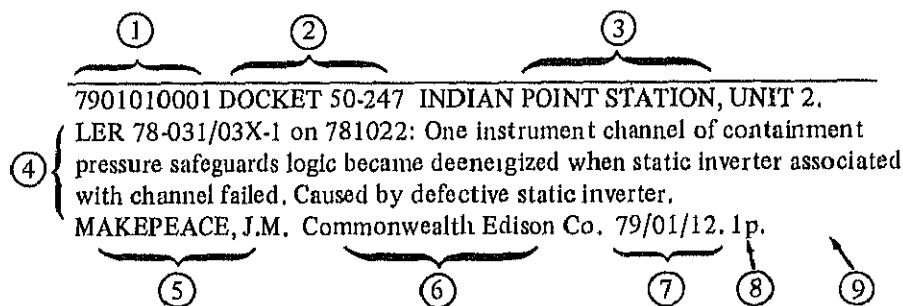 ① ② ③
7901010001 DOCKET 50-247 INDIAN POINT STATION, UNIT 2.
LER 78-031/03X-1 on 781022: One instrument channel of containment
④ pressure safeguards logic became deeneigized when static inverter associated
with channel failed. Caused by defective static inverter.
MAKEPEACE, J.M. Commonwealth Edison Co. 79/01/12. 1p.
⑤ ⑥ ⑦ ⑧ ⑨